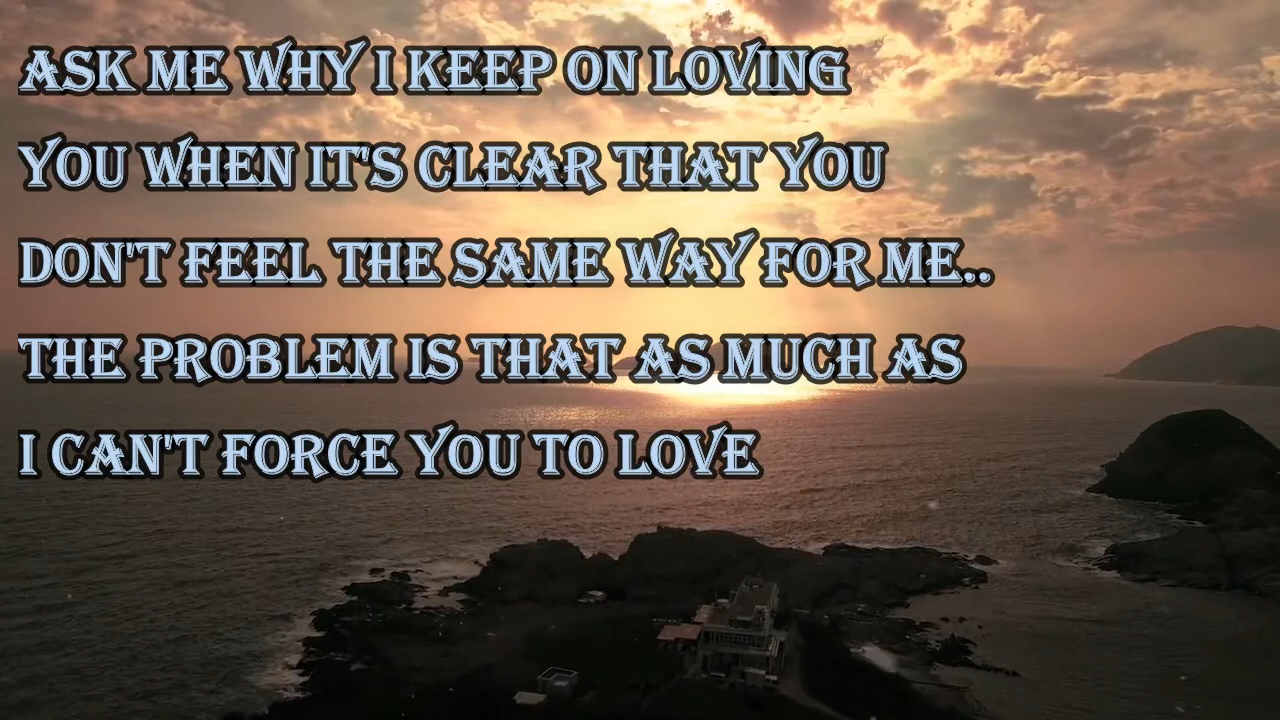 ASK ME WHY I KEEP ON LOVING
YOU WHEN IT'S CLEAR THAT YOU
DON'T FEEL THE SAME WAY FOR ME..
THE PROBLEM IS THAT AS MUCH AS
I CAN'T FORCE YOU TO LOVE